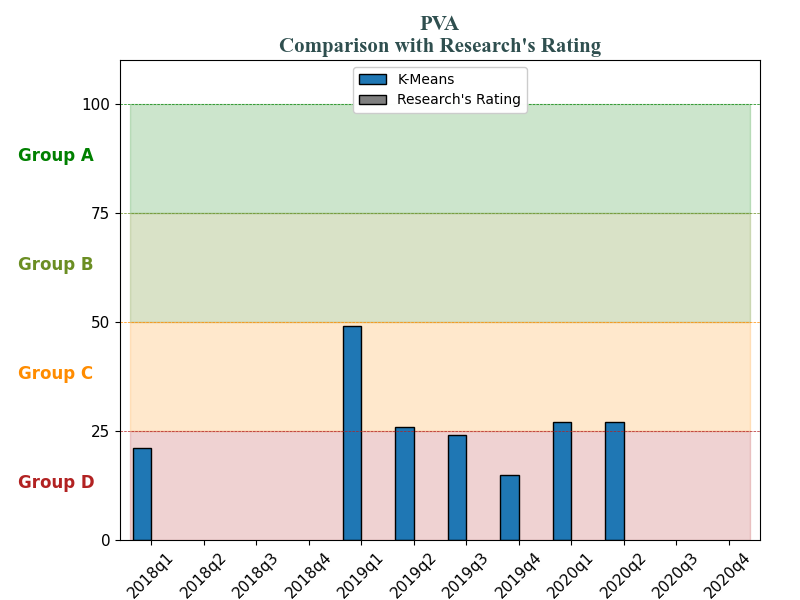 PVA
Comparison with Research's Rating
K-Means
Research's Rating
100
Group A
75
Group B
50
Group C
25
Group D
0
2018q1
2018q2
2018q3
2018q4
2019q1
2019q2
2019q3
2019q4
2020q1
2020q2
2020q3
2020q4